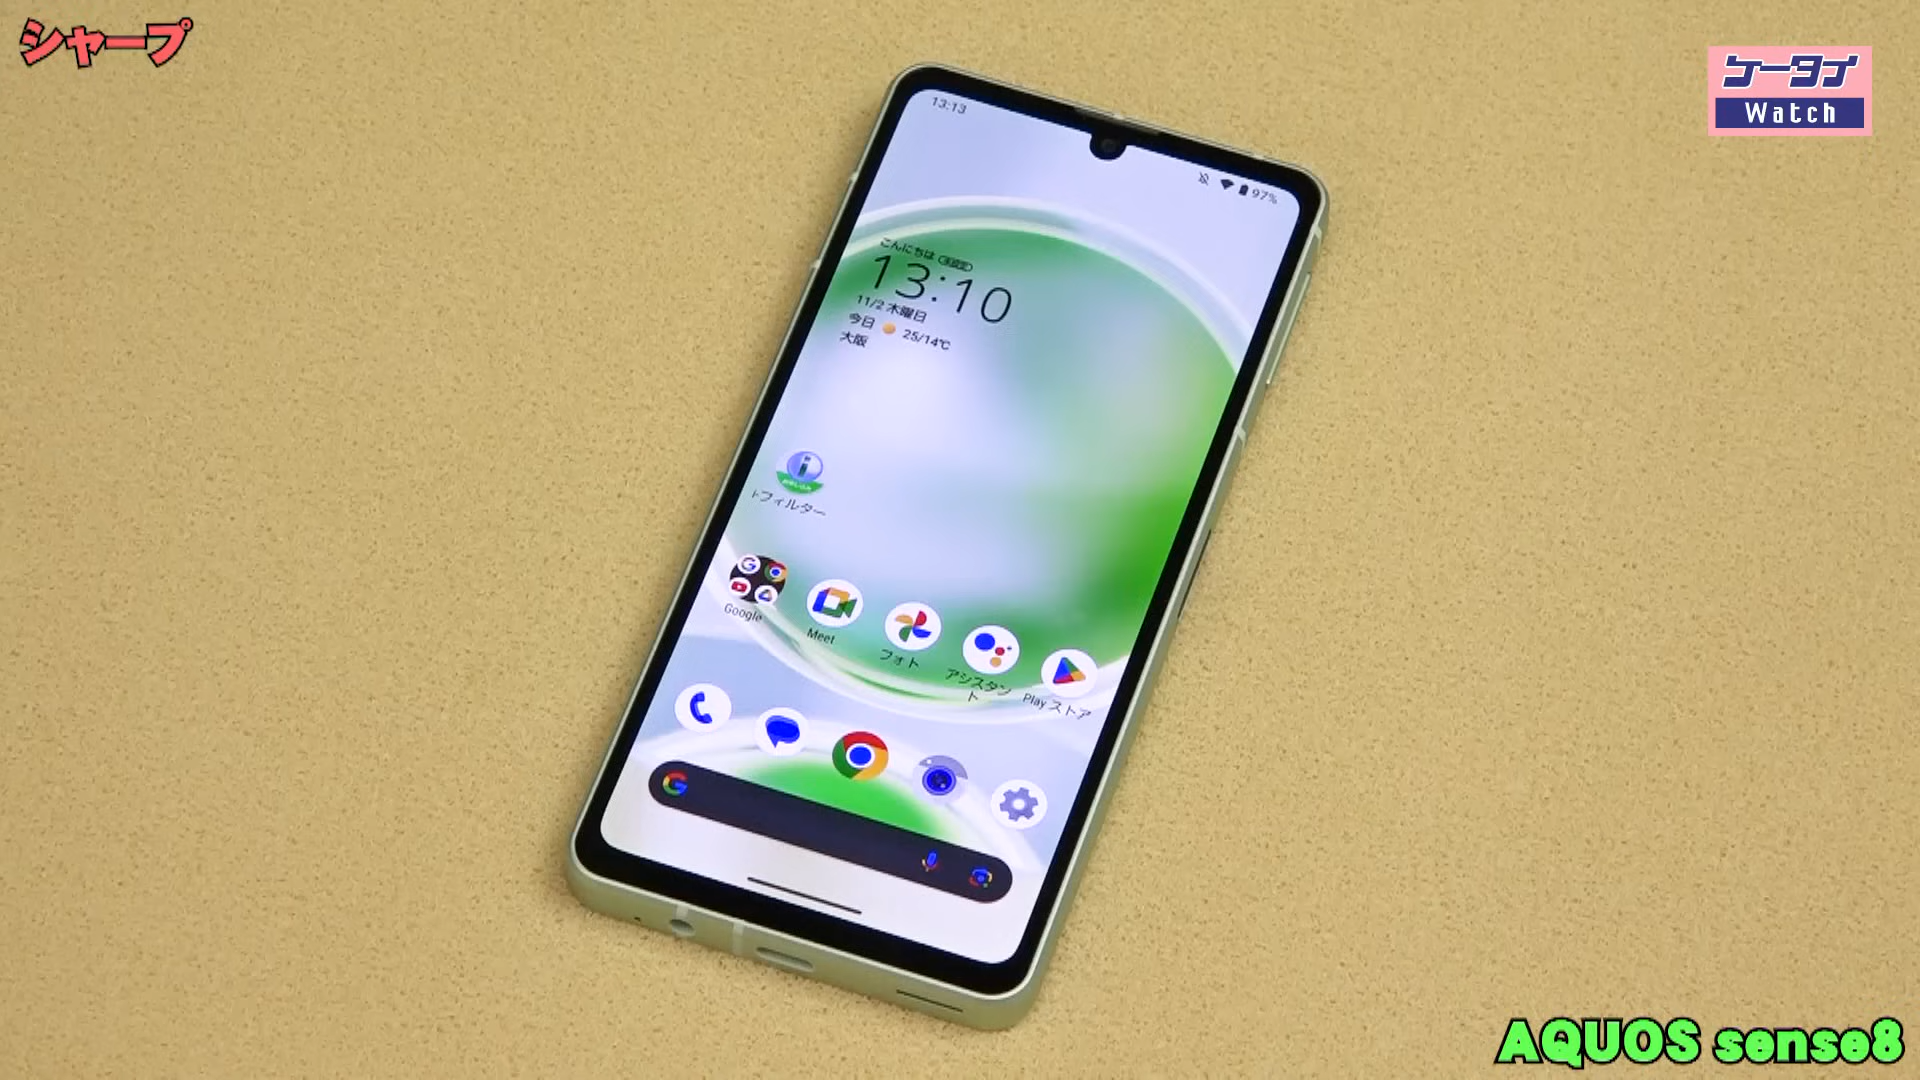 シャープ
ケータイ
Watch
13:13
97%
こんにちは
13:10
11/2 木曜日
今日 25/14℃
大阪
トフィルター
Google
Meet
フォト
アシスタン
ト
Play ストア
AQUOS sense8